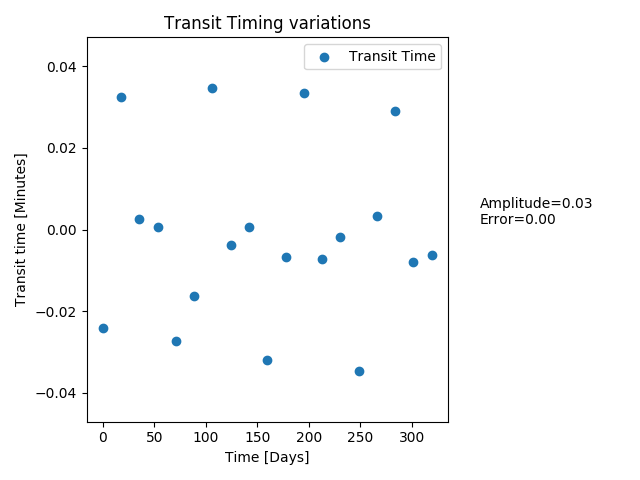 Transit Timing variations
Transit Time
Transit time [Minutes]
0.04
0.02
0.00
−0.02
−0.04
0
50
100
150
200
250
300
Time [Days]
Amplitude=0.03
Error=0.00